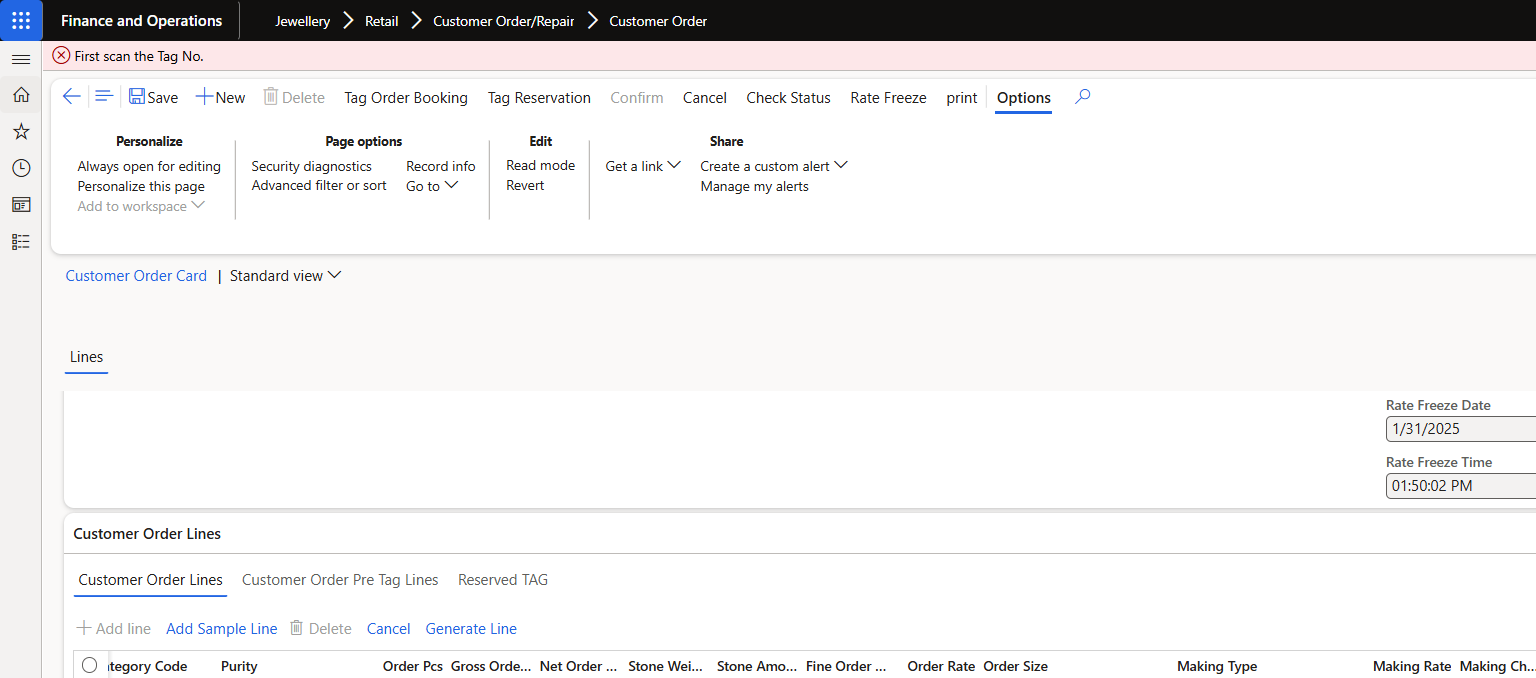 Finance and Operations
Jewellery > Retail > Customer Order/Repair > Customer Order
First scan the Tag No.
Save New Delete Tag Order Booking Tag Reservation Confirm Cancel Check Status Rate Freeze print Options
Personalize Page options Edit Share
Always open for editing Security diagnostics Record info Read mode Get a link Create a custom alert
Personalize this page Advanced filter or sort Go to Revert Manage my alerts
Add to workspace
Customer Order Card | Standard view
Lines
Rate Freeze Date
1/31/2025
Rate Freeze Time
01:50:02 PM
Customer Order Lines
Customer Order Lines Customer Order Pre Tag Lines Reserved TAG
+ Add line Add Sample Line Delete Cancel Generate Line
tegory Code Purity Order Pcs Gross Orde... Net Order ... Stone Wei... Stone Amo... Fine Order ... Order Rate Order Size Making Type Making Rate Making Ch...